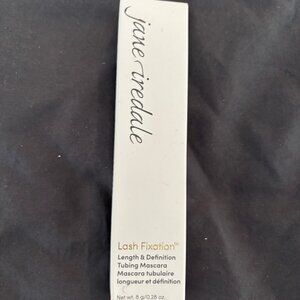 jane iredale
Lash Fixation™
Length & Definition
Tubing Mascara
Mascara tubulaire
longueur et définition
Net wt. 8 g/0.28 oz.